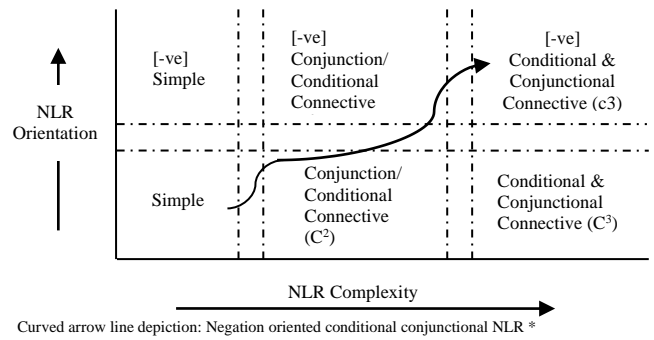 [-ve]
Simple
[-ve]
Conjunction/
Conditional
Connective
[-ve]
Conditional &
Conjunctional
Connective (c3)
NLR
Orientation
Simple
Conjunction/
Conditional
Connective
(C²)
Conditional &
Conjunctional
Connective (C³)
NLR Complexity
Curved arrow line depiction: Negation oriented conditional conjunctional NLR *